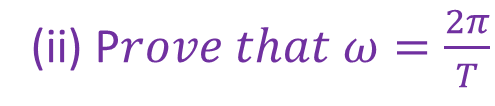 (ii) Prove that ω = 2π/T